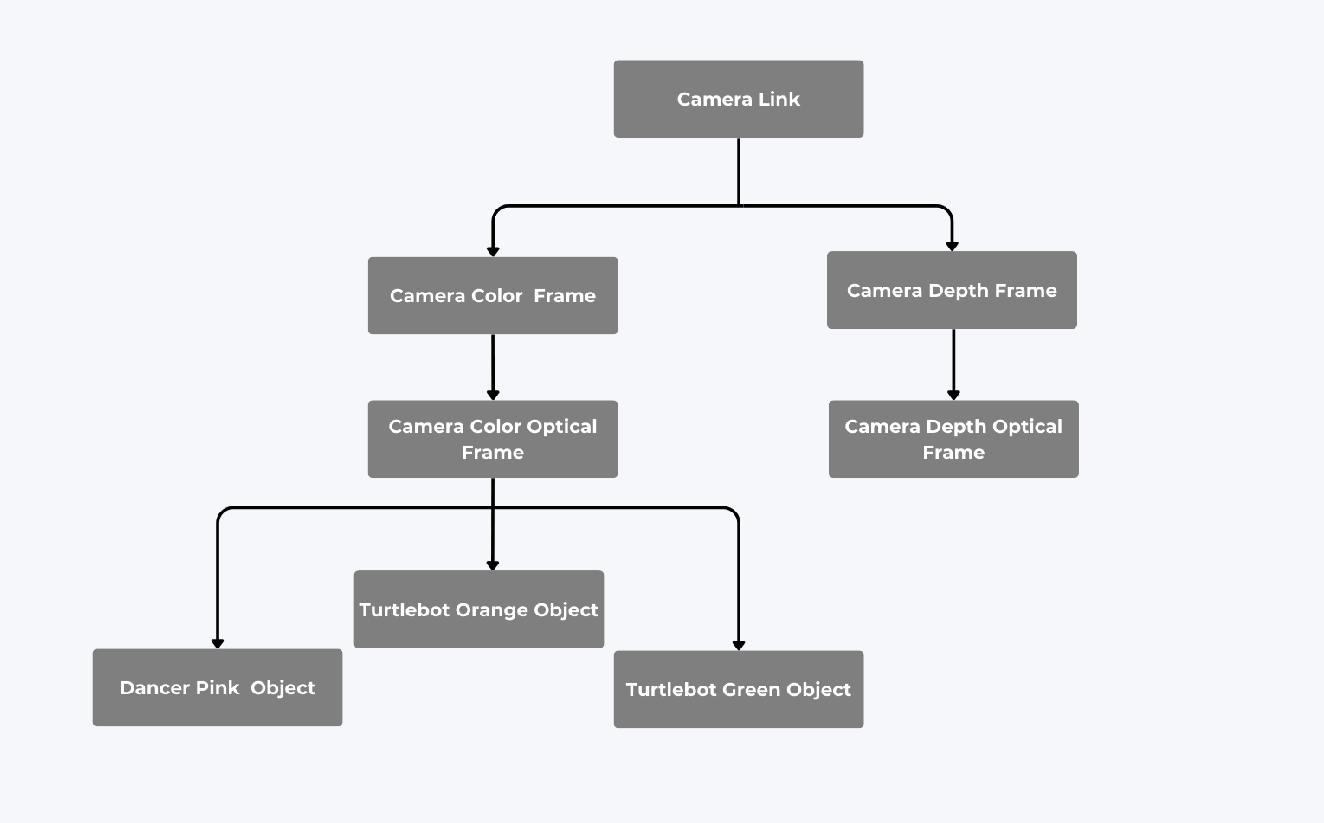 Camera Link
Camera Color  Frame
Camera Depth Frame
Camera Color Optical
Frame
Camera Depth Optical
Frame
Turtlebot Orange Object
Dancer Pink  Object
Turtlebot Green Object